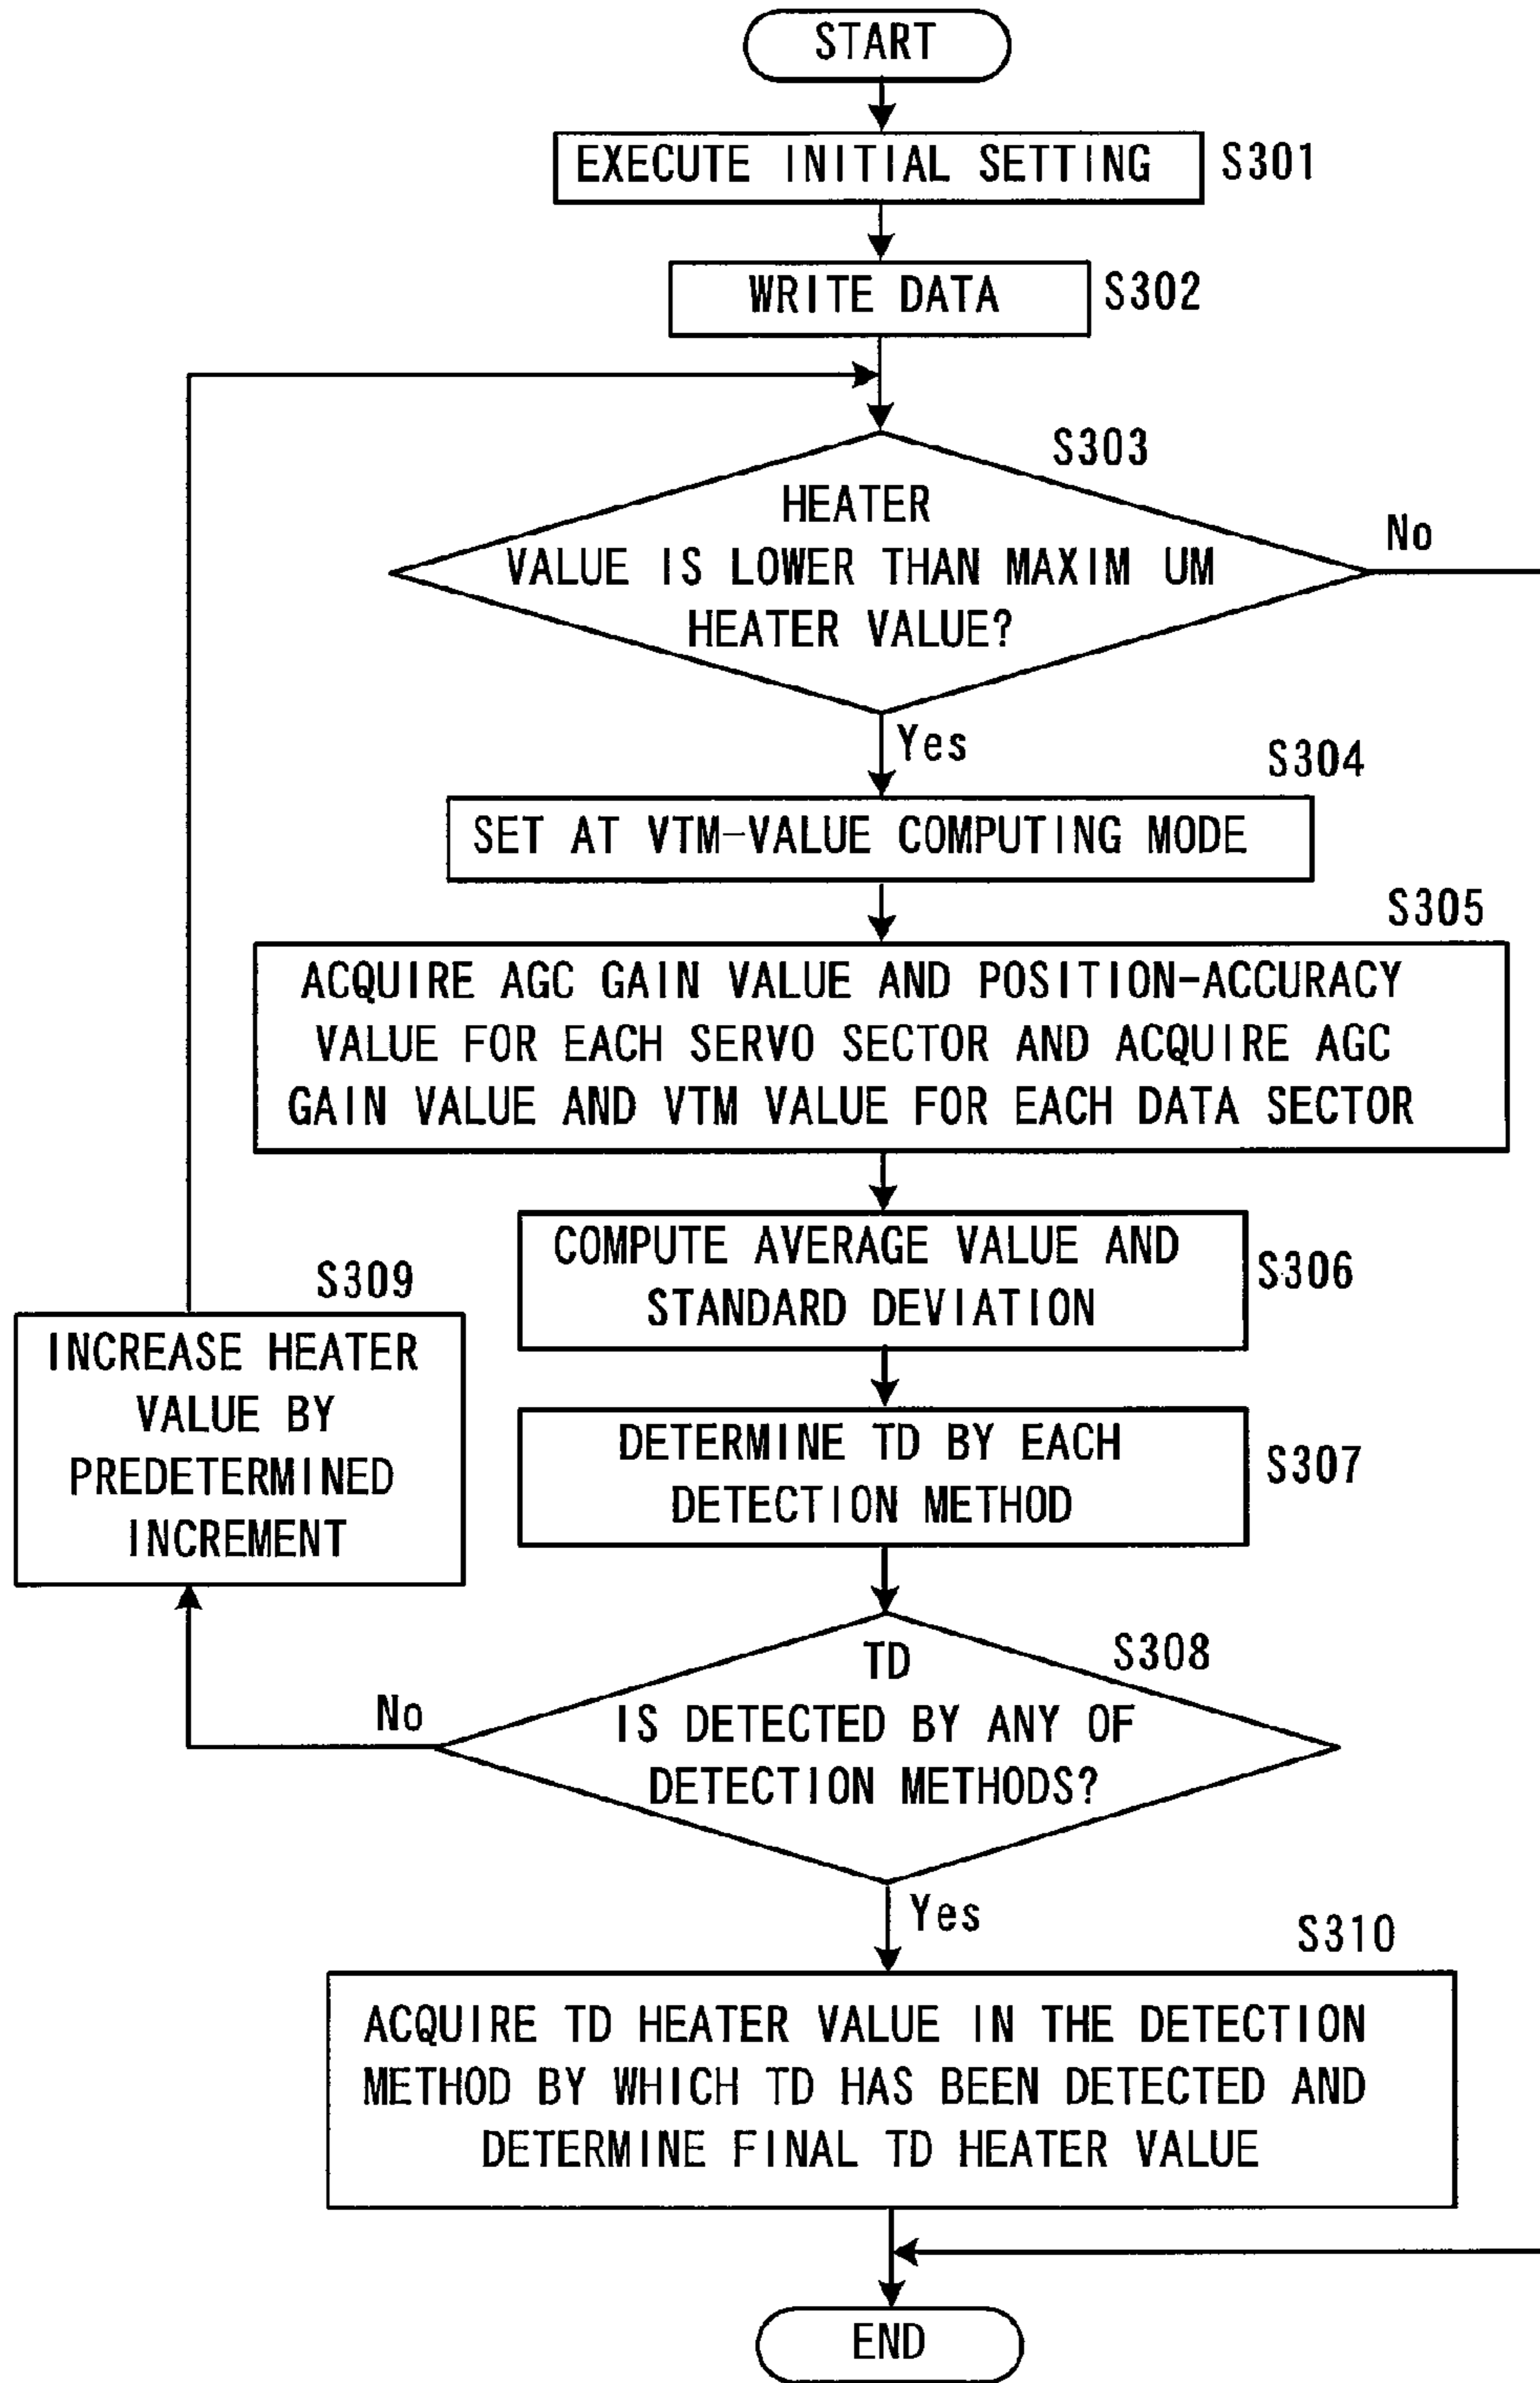 START
EXECUTE INITIAL SETTING
S301
WRITE DATA
S302
S303
HEATER
VALUE IS LOWER THAN MAXIM UM
HEATER VALUE?
No
Yes
S304
SET AT VTM-VALUE COMPUTING MODE
S305
ACQUIRE AGC GAIN VALUE AND POSITION-ACCURACY
VALUE FOR EACH SERVO SECTOR AND ACQUIRE AGC
GAIN VALUE AND VTM VALUE FOR EACH DATA SECTOR
COMPUTE AVERAGE VALUE AND
STANDARD DEVIATION
S306
S309
INCREASE HEATER
VALUE BY
PREDETERMINED
INCREMENT
DETERMINE TD BY EACH
DETECTION METHOD
S307
S308
TD
IS DETECTED BY ANY OF
DETECTION METHODS?
No
Yes
S310
ACQUIRE TD HEATER VALUE IN THE DETECTION
METHOD BY WHICH TD HAS BEEN DETECTED AND
DETERMINE FINAL TD HEATER VALUE
END